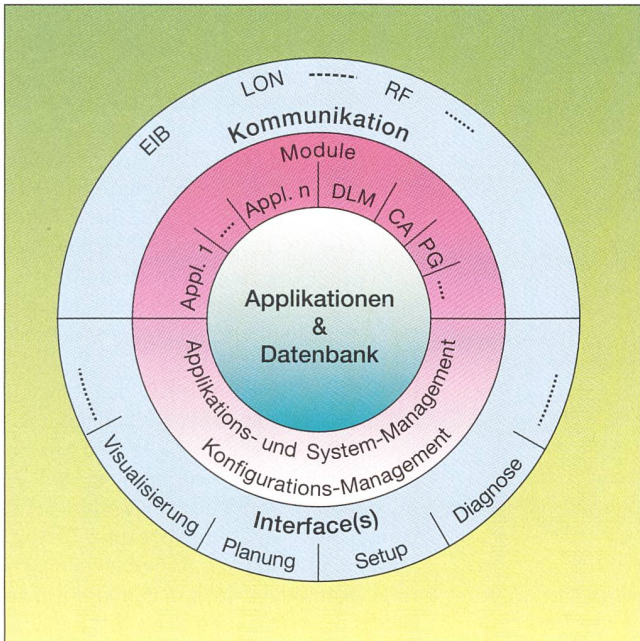 EIB LON ------ RF ......
Kommunikation
Module
Appl. 1 .... Appl. n DLM CA PG ....
Applikationen
&
Datenbank
Applikations- und System-Management
Konfigurations-Management
Interface(s)
.......... Visualisierung Planung Setup Diagnose ..........